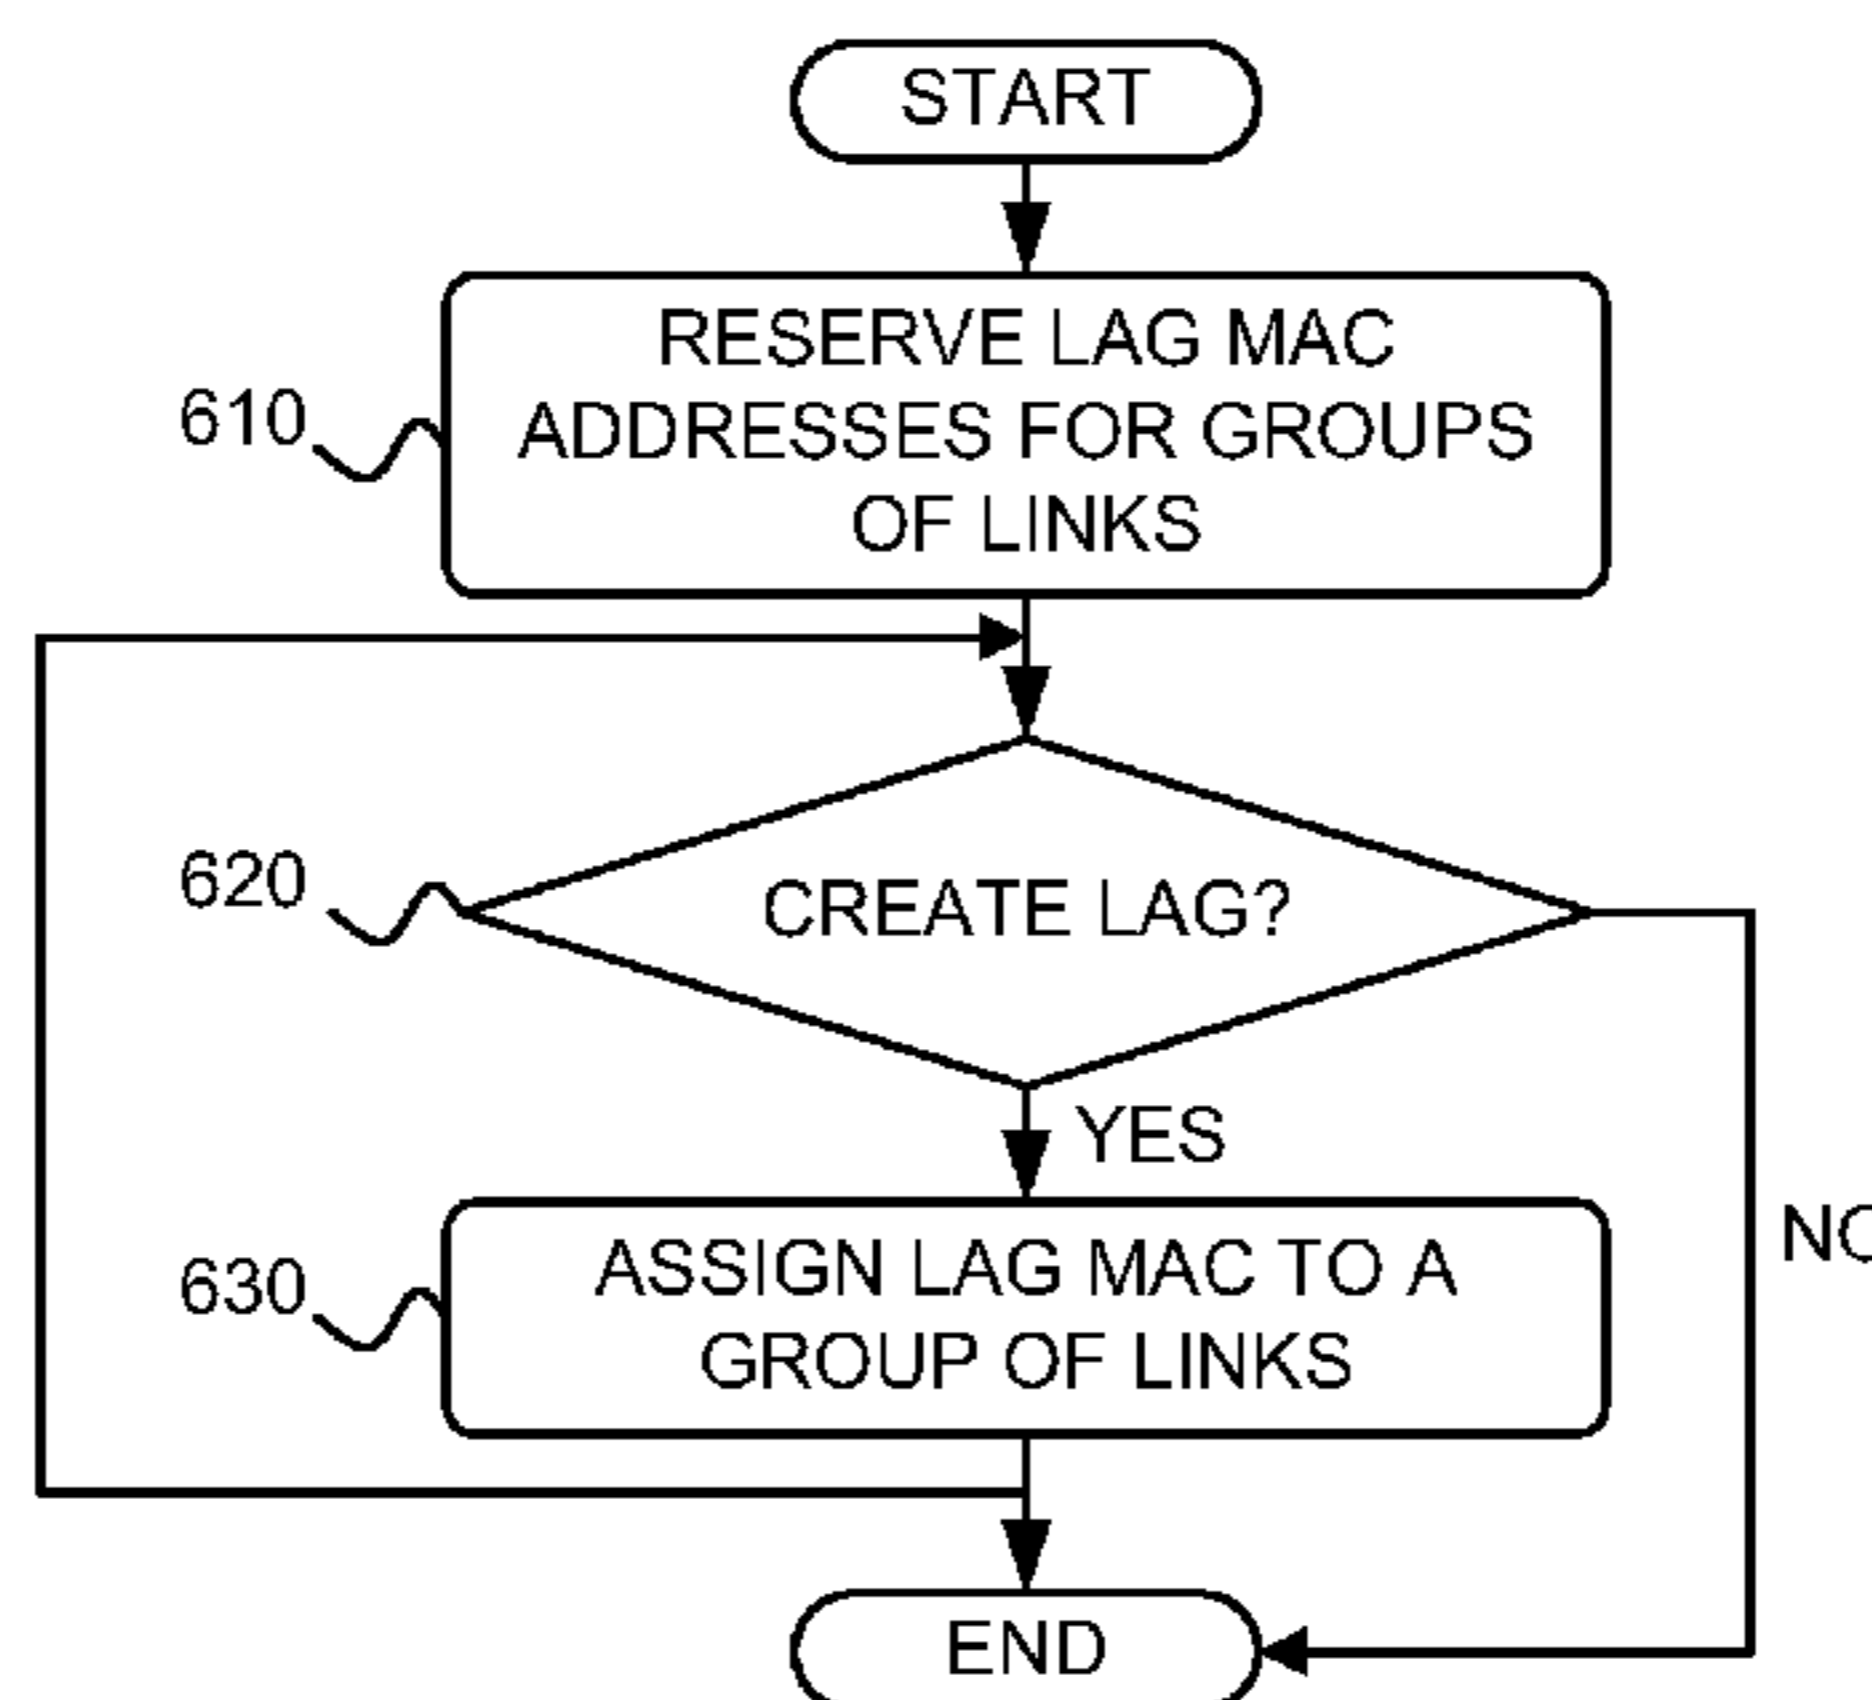 START
RESERVE LAG MAC
ADDRESSES FOR GROUPS
OF LINKS
610
CREATE LAG?
620
YES
NO
ASSIGN LAG MAC TO A
GROUP OF LINKS
630
END